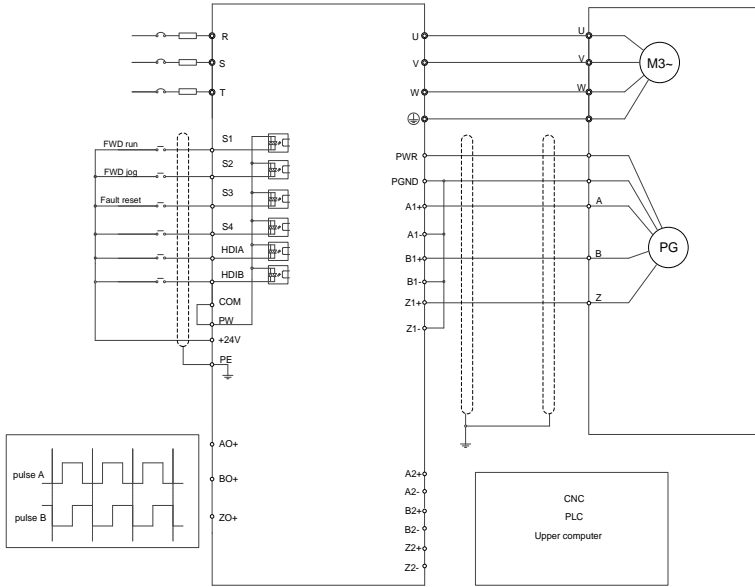 R
S
T
FWD run
S1
FWD jog
S2
Fault reset
S3
S4
HDIA
HDIB
COM
PW
+24V
PE
AO+
BO+
ZO+
pulse A
pulse B
U
V
W
PWR
PGND
A1+
A1-
B1+
B1-
Z1+
Z1-
A2+
A2-
B2+
B2-
Z2+
Z2-
U
V
W
M3~
A
B
Z
PG
CNC
PLC
Upper computer